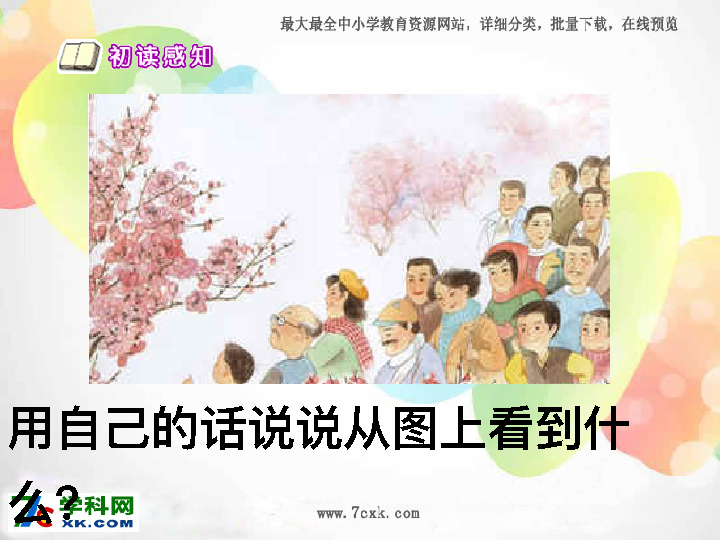 最大最全中小学教育资源网站，详细分类，批量下载，在线预览
初读感知
用自己的话说说从图上看到什
么?
学科网
XK.COM
www.7cxk.com